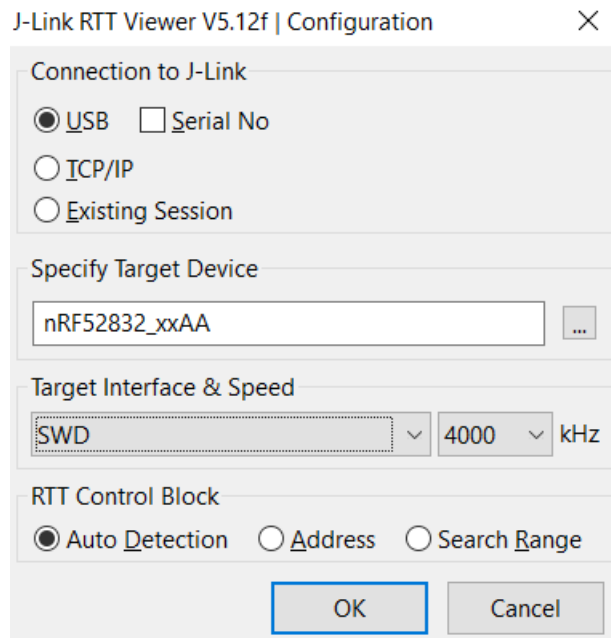 J-Link RTT Viewer V5.12f | Configuration
Connection to J-Link
USB Serial No
TCP/IP
Existing Session
Specify Target Device
nRF52832_xxAA
...
Target Interface & Speed
SWD 4000 kHz
RTT Control Block
Auto Detection Address Search Range
OK Cancel